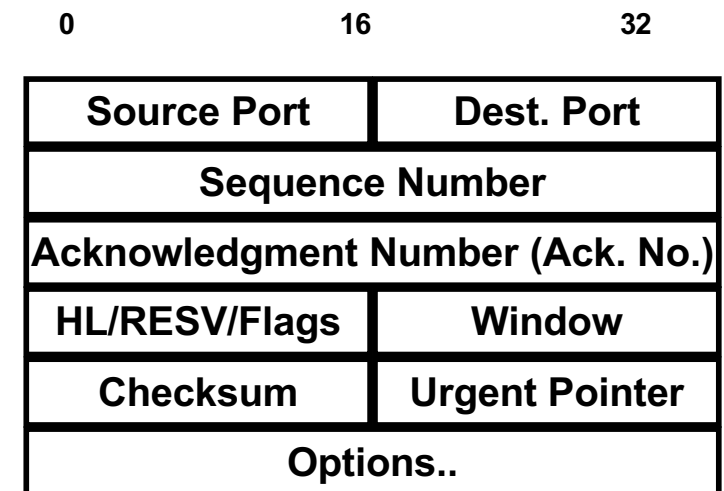 0 16 32
Source Port Dest. Port
Sequence Number
Acknowledgment Number (Ack. No.)
HL/RESV/Flags Window
Checksum Urgent Pointer
Options..